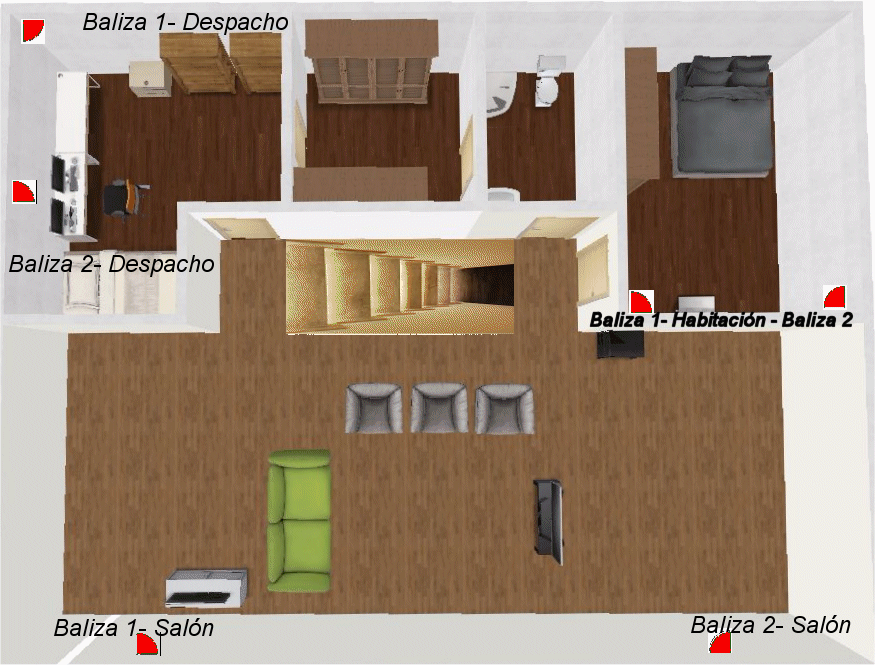 Baliza 1- Despacho
Baliza 2- Despacho
Baliza 1- Habitación - Baliza 2
Baliza 1- Salón
Baliza 2- Salón